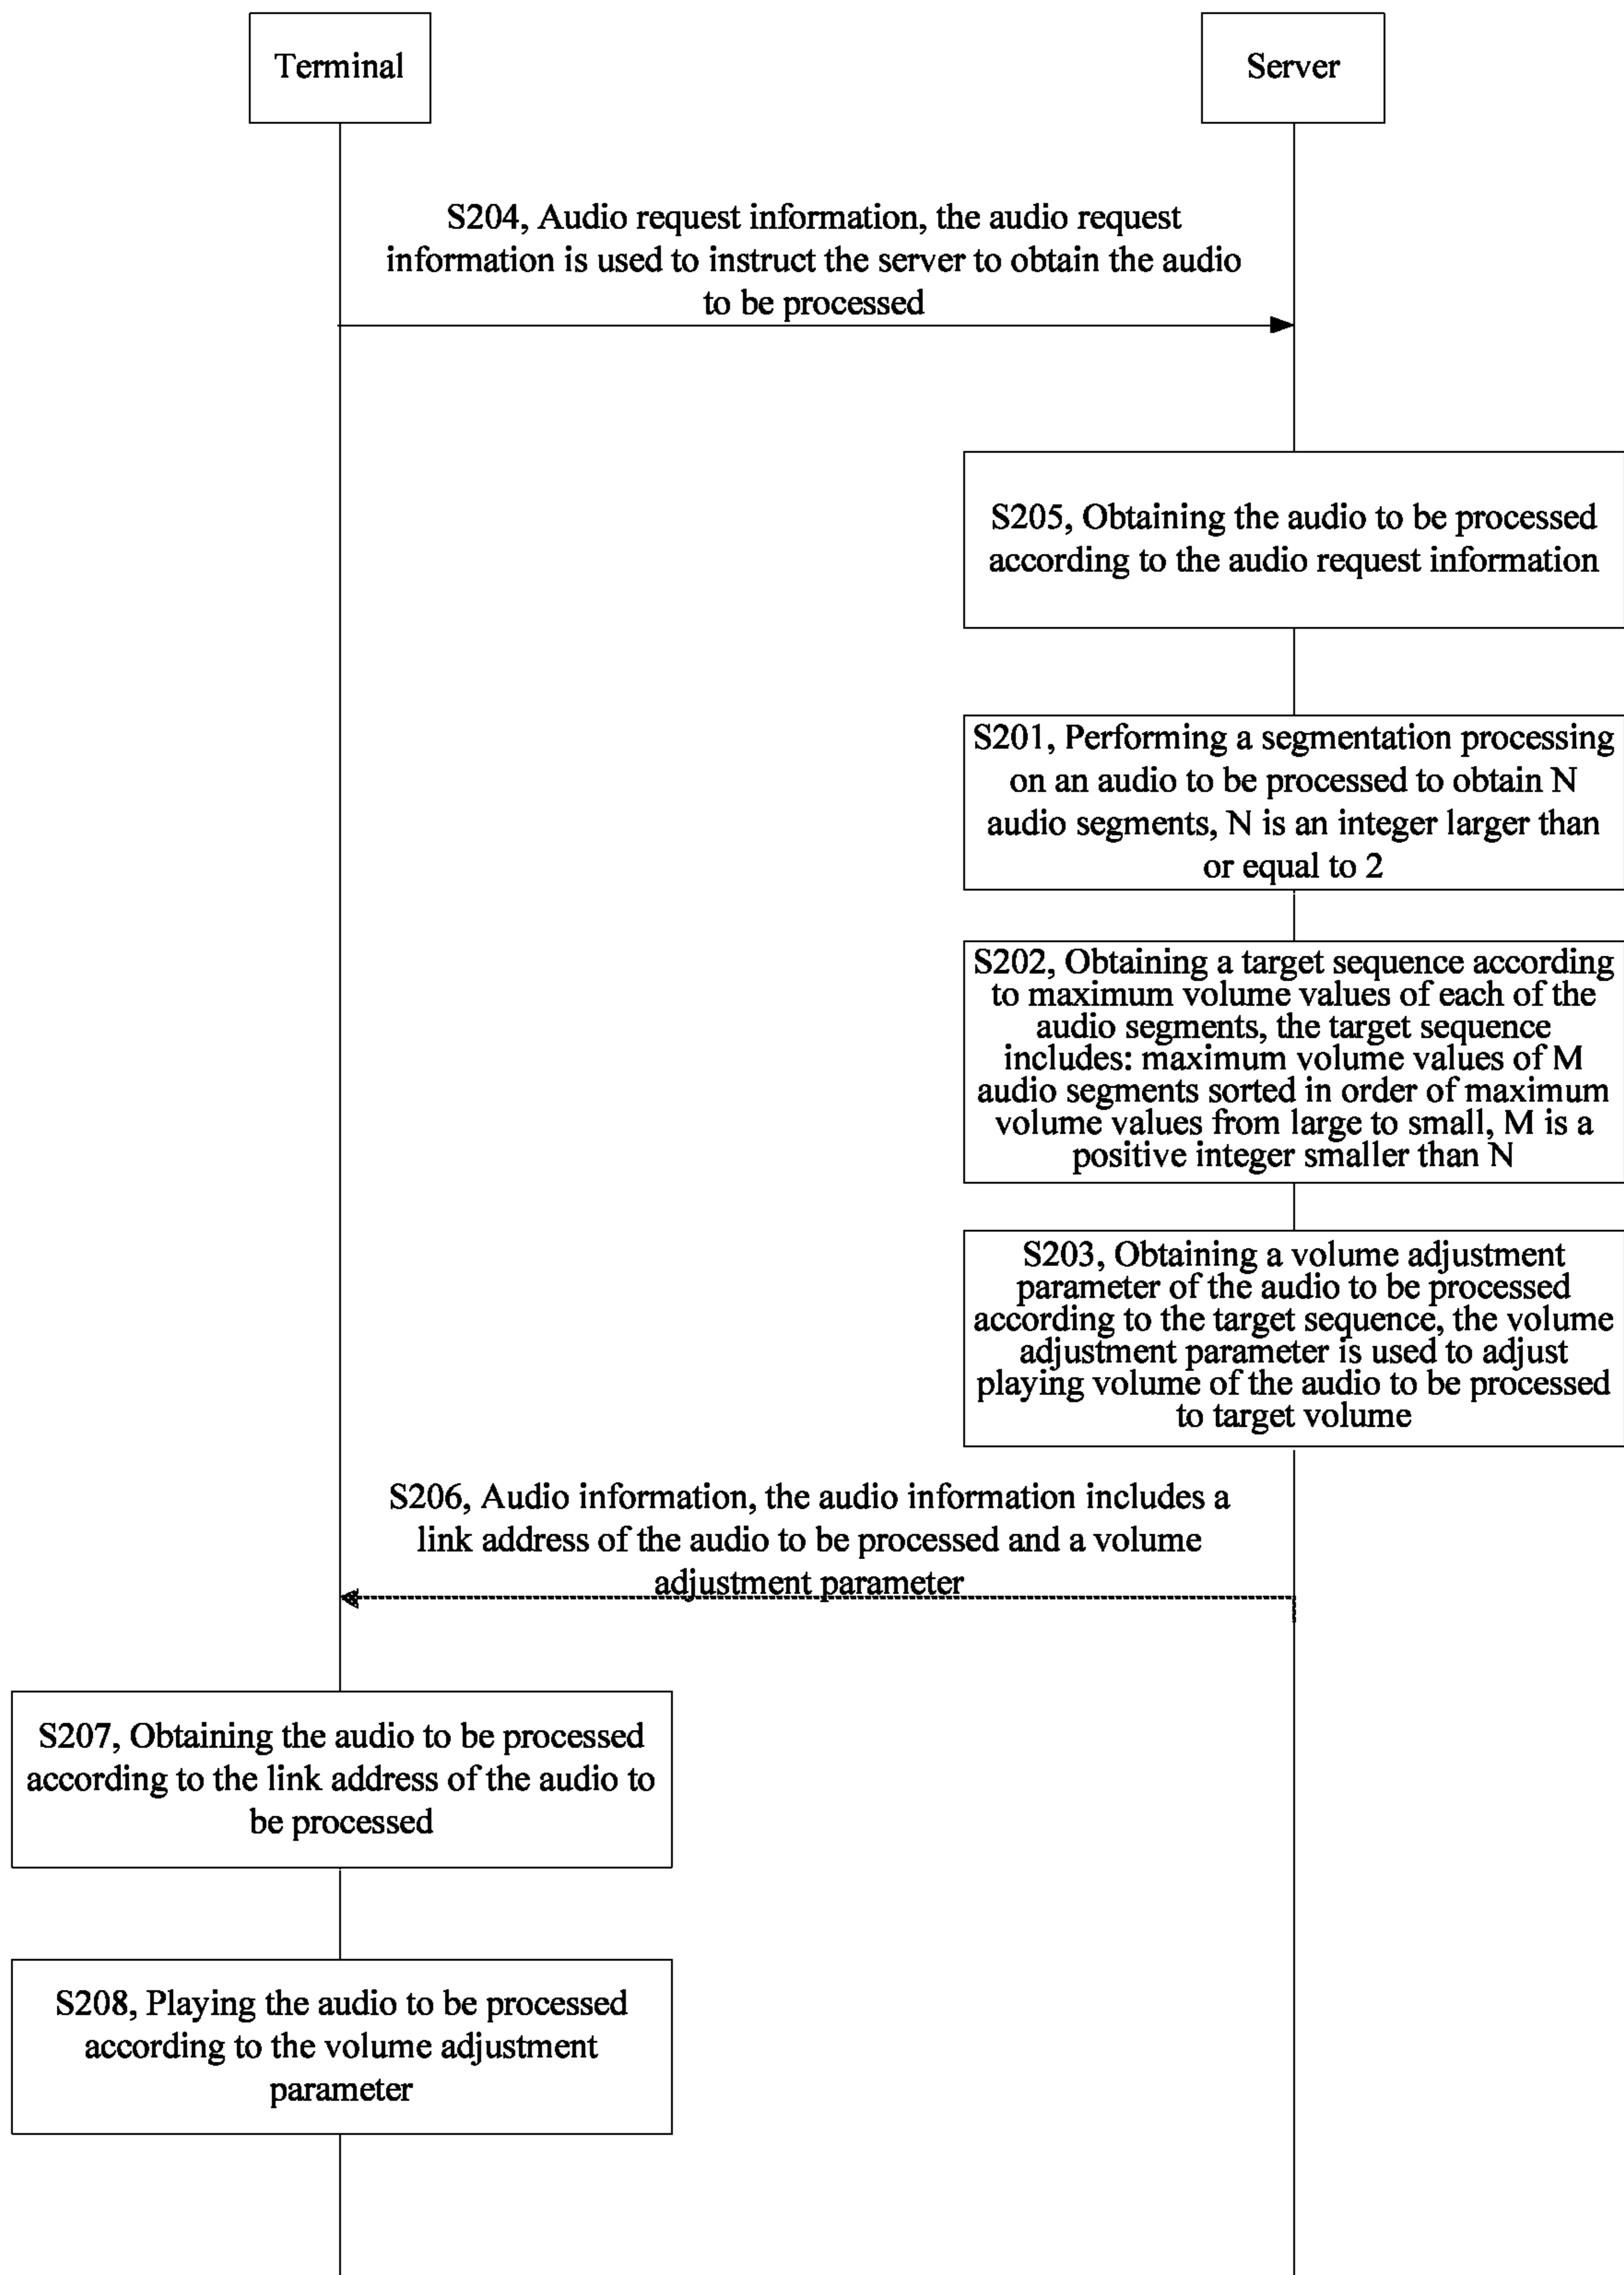 Terminal
Server
S204, Audio request information, the audio request
information is used to instruct the server to obtain the audio
to be processed
S205, Obtaining the audio to be processed
according to the audio request information
S201, Performing a segmentation processing
on an audio to be processed to obtain N
audio segments, N is an integer larger than
or equal to 2
S202, Obtaining a target sequence according
to maximum volume values of each of the
audio segments, the target sequence
includes: maximum volume values of M
audio segments sorted in order of maximum
volume values from large to small, M is a
positive integer smaller than N
S203, Obtaining a volume adjustment
parameter of the audio to be processed
according to the target sequence, the volume
adjustment parameter is used to adjust
playing volume of the audio to be processed
to target volume
S206, Audio information, the audio information includes a
link address of the audio to be processed and a volume
adjustment parameter
S207, Obtaining the audio to be processed
according to the link address of the audio to
be processed
S208, Playing the audio to be processed
according to the volume adjustment
parameter